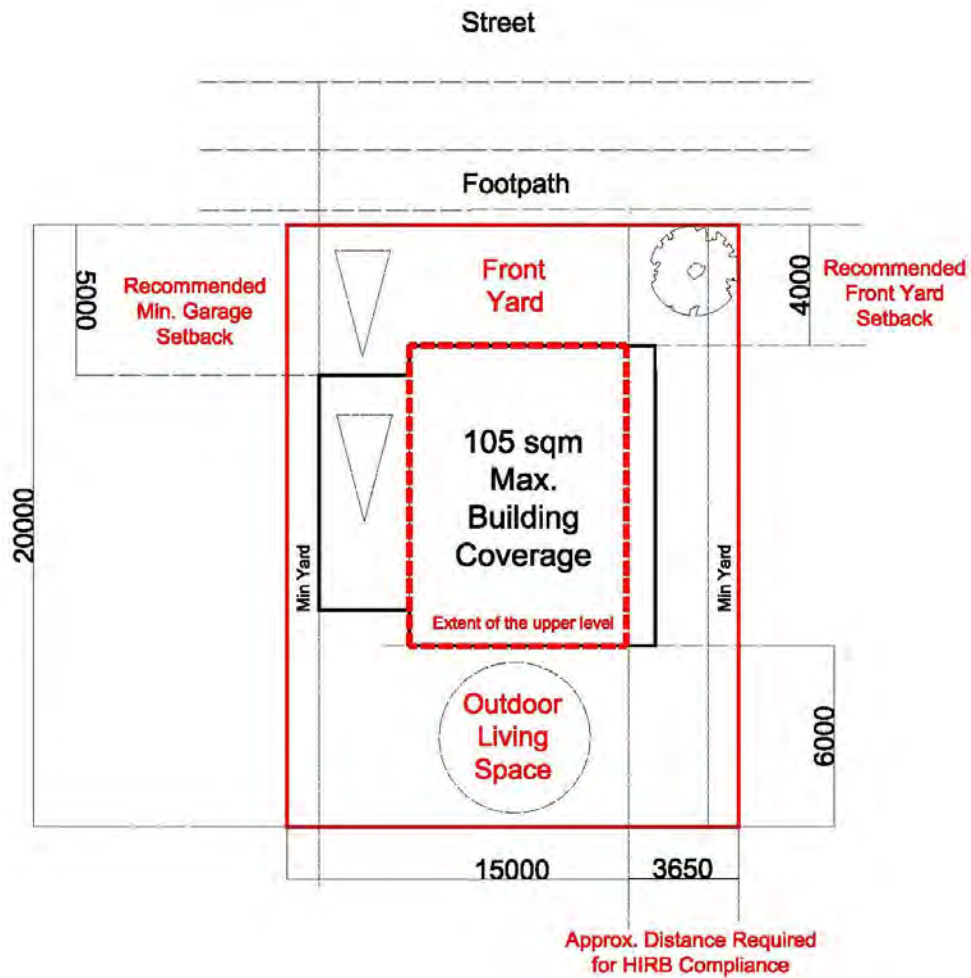 Street
Footpath
5000
Recommended
Min. Garage
Setback
Front
Yard
4000
Recommended
Front Yard
Setback
20000
105 sqm
Max.
Building
Coverage
Min Yard
Min Yard
Extent of the upper level
Outdoor
Living
Space
6000
15000
3650
Approx. Distance Required
for HIRB Compliance